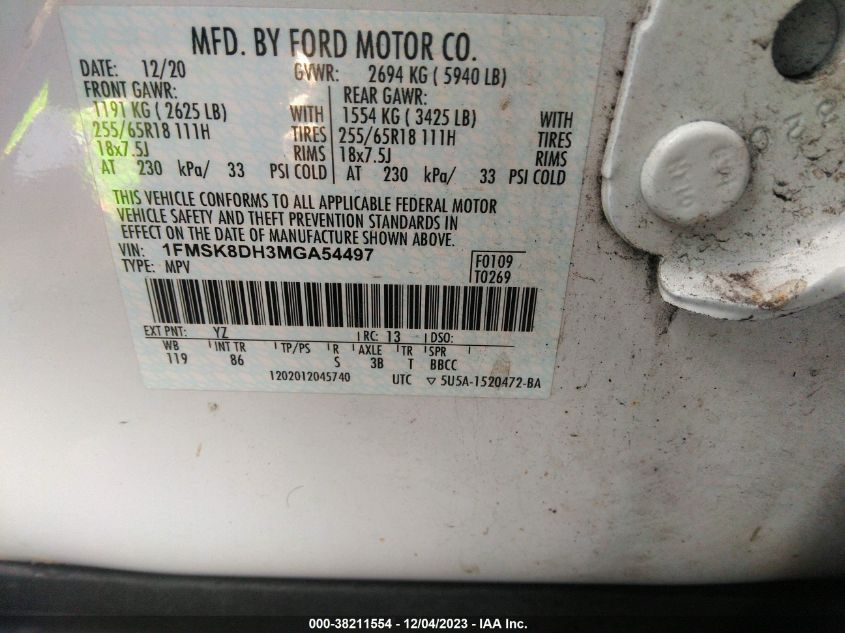 MFD. BY FORD MOTOR CO.
DATE: 12/20 GVWR: 2694 KG ( 5940 LB)
FRONT GAWR: REAR GAWR:
1191 KG ( 2625 LB) WITH 1554 KG ( 3425 LB) WITH
255/65R18 111H TIRES 255/65R18 111H TIRES
18x7.5J RIMS 18x7.5J RIMS
AT 230 kPa/ 33 PSI COLD AT 230 kPa/ 33 PSI COLD
THIS VEHICLE CONFORMS TO ALL APPLICABLE FEDERAL MOTOR
VEHICLE SAFETY AND THEFT PREVENTION STANDARDS IN
EFFECT ON THE DATE OF MANUFACTURE SHOWN ABOVE.
VIN: 1FMSK8DH3MGA54497 F0109
TYPE: MPV T0269
EXT PNT: YZ RC: 13 DSO:
WB INT TR TP/PS R AXLE TR SPR
119 86 S 3B T BBCC
1202012045740 UTC ▽ 5U5A-1520472-BA
000-38211554 - 12/04/2023 - IAA Inc.